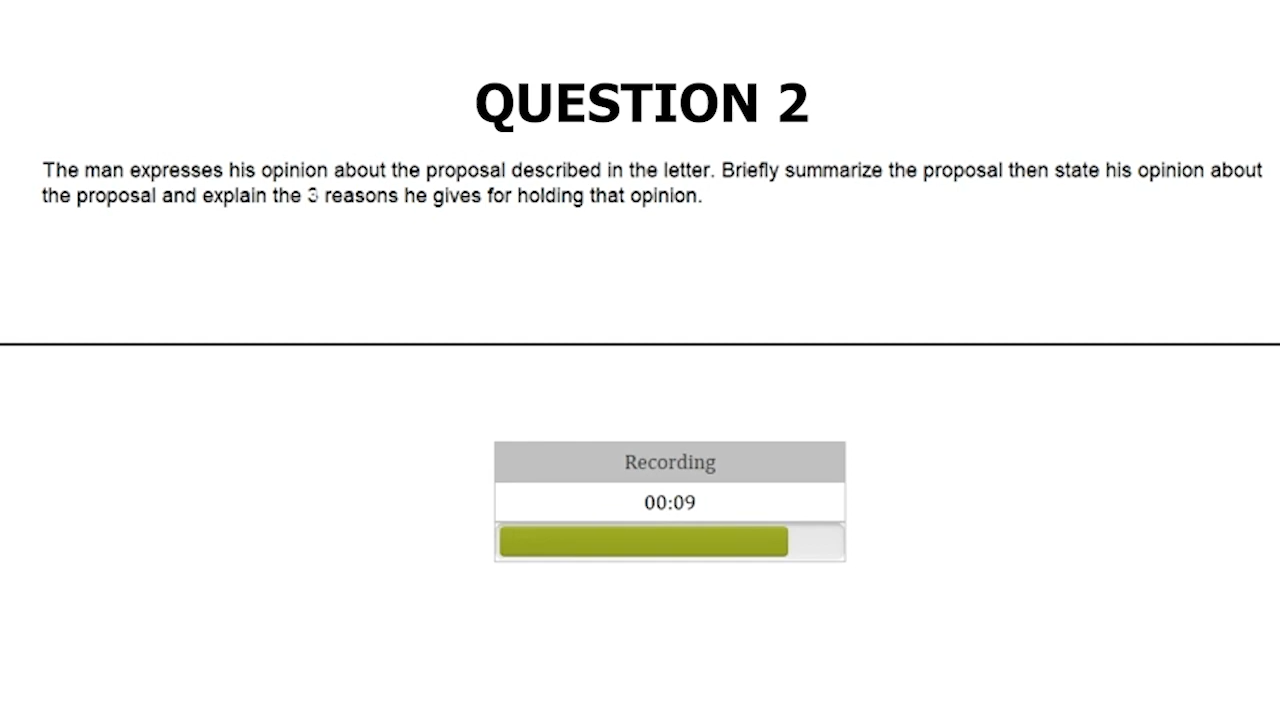 QUESTION 2
The man expresses his opinion about the proposal described in the letter. Briefly summarize the proposal then state his opinion about
the proposal and explain the 3 reasons he gives for holding that opinion.
Recording
00:09